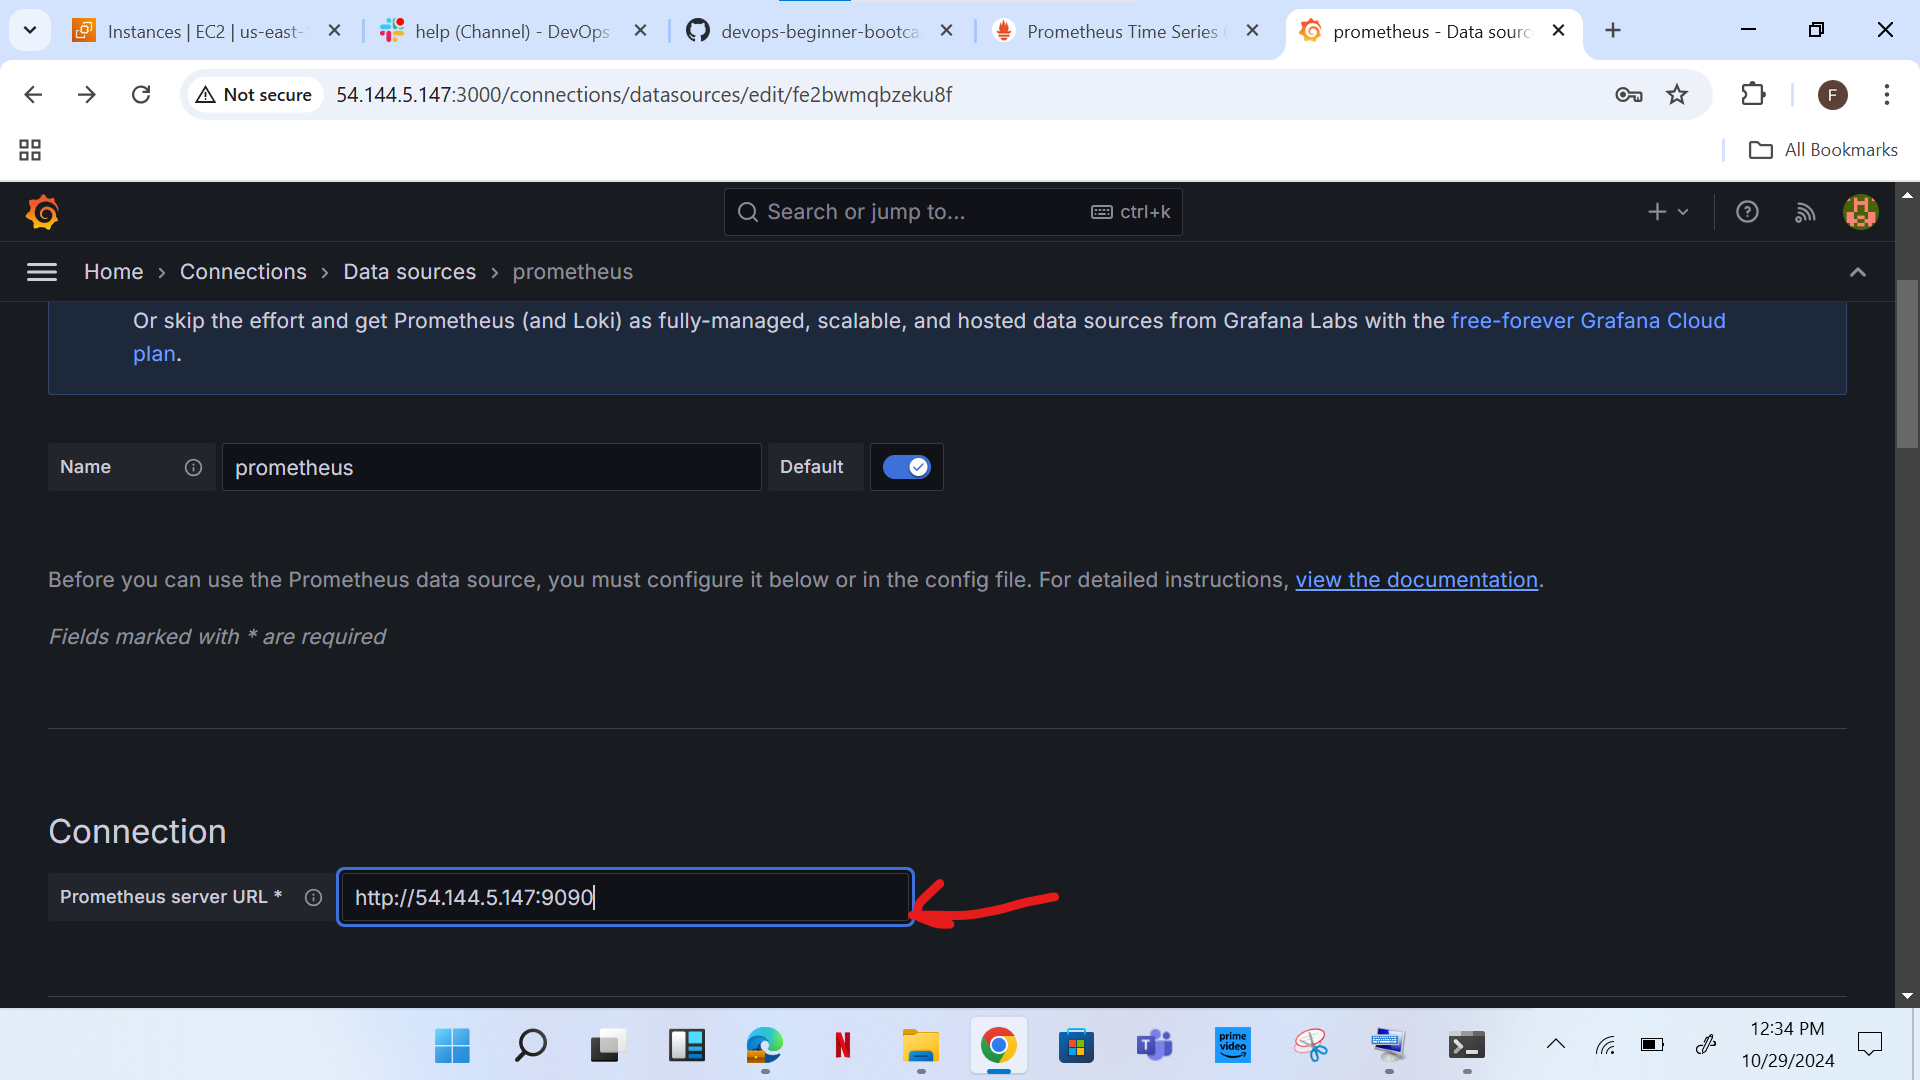 Instances | EC2 | us-east-1
help (Channel) - DevOps
devops-beginner-bootca
Prometheus Time Series C
prometheus - Data sourc
Not secure
54.144.5.147:3000/connections/datasources/edit/fe2bwmqbzeku8f
F
All Bookmarks
Search or jump to...
ctrl+k
Home › Connections › Data sources › prometheus
Or skip the effort and get Prometheus (and Loki) as fully-managed, scalable, and hosted data sources from Grafana Labs with the free-forever Grafana Cloud
plan.
Name
prometheus
Default
Before you can use the Prometheus data source, you must configure it below or in the config file. For detailed instructions, view the documentation.
Fields marked with * are required
Connection
Prometheus server URL *
http://54.144.5.147:9090
N
T
prime
video
12:34 PM
10/29/2024